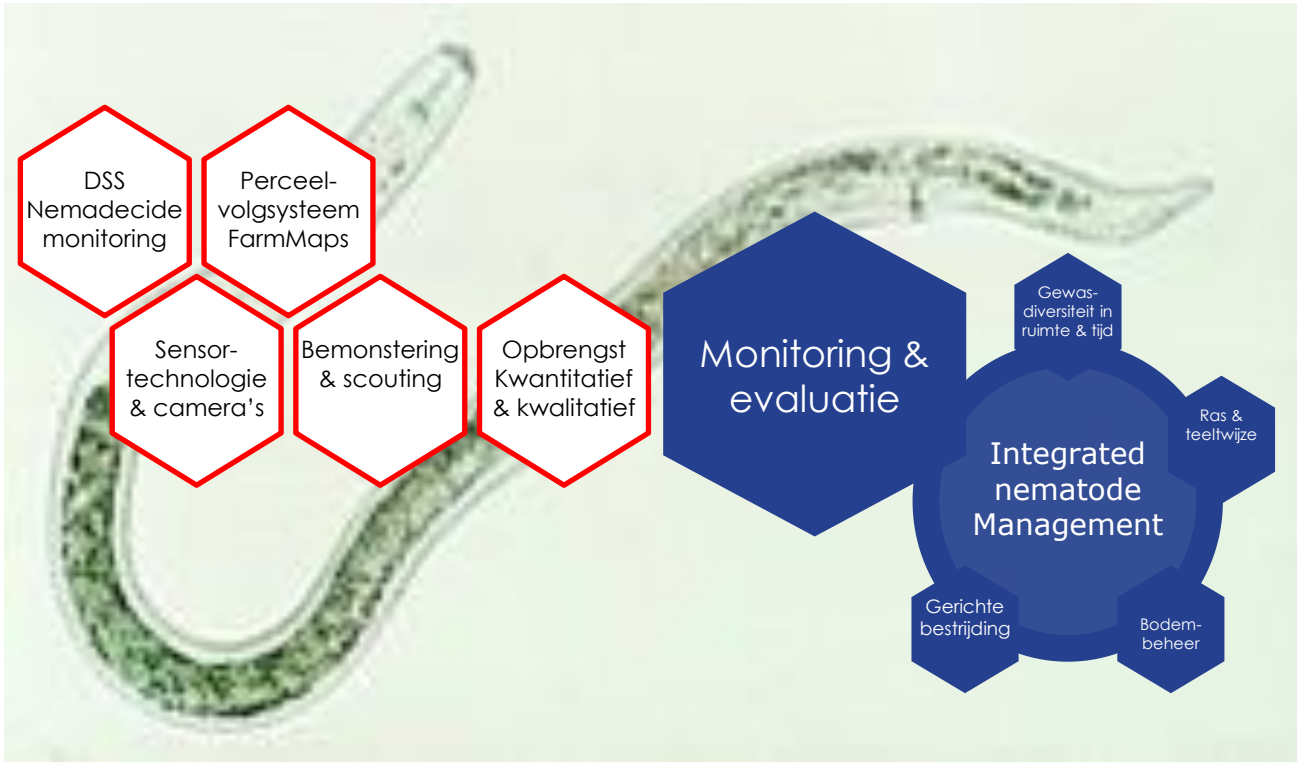 DSS
Nemadecide
monitoring
Perceel-
volgsysteem
FarmMaps
Sensor-
technologie
& camera's
Bemonstering
& scouting
Opbrengst
Kwantitatief
& kwalitatief
Monitoring &
evaluatie
Gewas-
diversiteit in
ruimte & tijd
Ras &
teeltwijze
Integrated
nematode
Management
Gerichte
bestrijding
Bodem-
beheer